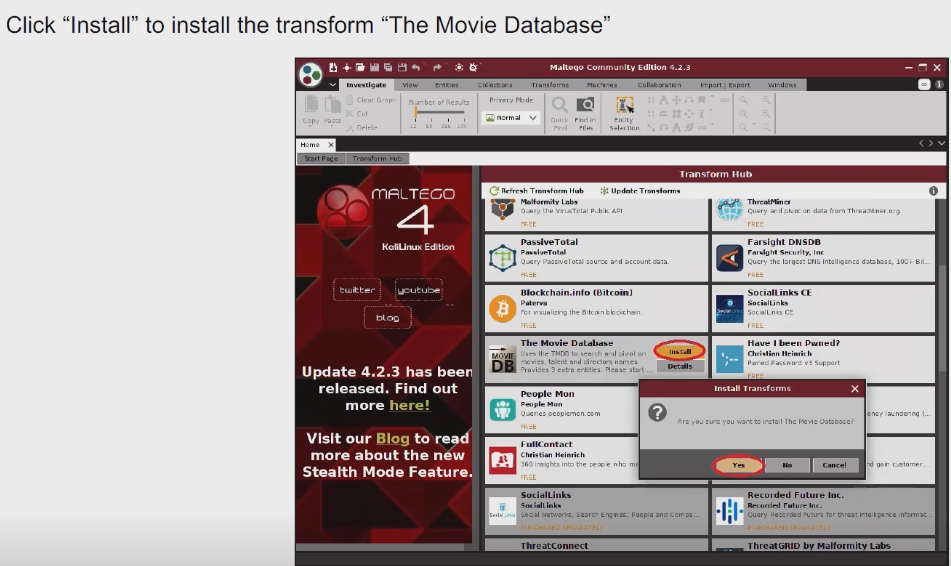 Click “Install” to install the transform “The Movie Database”
Maltego Community Edition 4.2.3
Investigate View Entities Collections Transforms Machines Collaboration Import | Export Windows
Copy Paste
Clear Graph
Cut
Delete
Number of Results
12 50 256 10k
Privacy Mode
Normal
Quick Find
Find in Files
Entity Selection
Home
Start Page Transform Hub
MALTEGO
4
KaliLinux Edition
twitter youtube
blog
Update 4.2.3 has been
released. Find out
more here!
Visit our Blog to read
more about the new
Stealth Mode Feature.
Transform Hub
Refresh Transform Hub Update Transforms
Malformity Labs
Query the VirusTotal Public API
FREE
ThreatMiner
Query and pivot on data from ThreatMiner.org.
FREE
PassiveTotal
PassiveTotal
Query PassiveTotal source and account data.
FREE
Farsight DNSDB
Farsight Security, Inc
Query the largest DNS intelligence database, 100+ Bil...
FREE
Blockchain.info (Bitcoin)
Paterva
For visualizing the Bitcoin blockchain.
FREE
SocialLinks CE
SocialLinks
SocialLinks CE
FREE
The Movie Database
Uses the TMDB to search and pivot on
movies, talent and directors names.
Provides 3 extra entities. Please start ...
Install
Details
Have I been Pwned?
Christian Heinrich
Pwned Password v3 Support
FREE
People Mon
People Mon
Queries peoplemon.com
FREE
oney laundering (...
FullContact
Christian Heinrich
360 insights into the people who ma
FREE
d gain customer...
Install Transforms
Are you sure you want to install The Movie Database?
Yes No Cancel
SocialLinks
SocialLinks
Social Networks, Search Engines, People and Compa...
PURCHASED SEPARATELY
Recorded Future Inc.
Recorded Future Inc.
Query Recorded Future for threat intelligence informat...
PURCHASED SEPARATELY
ThreatConnect
ThreatGRID by Malformity Labs